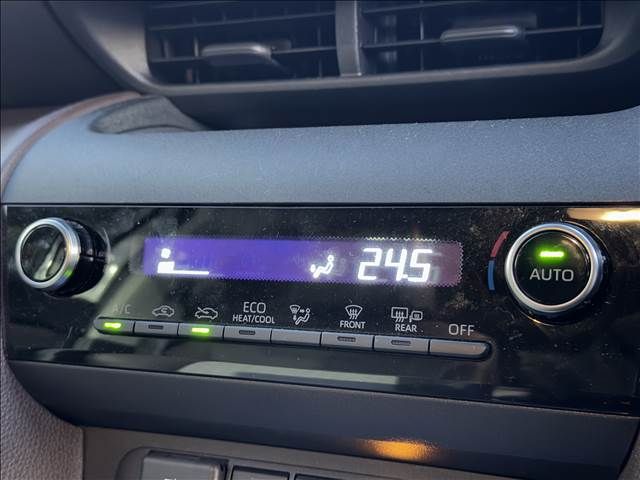 24.5
AUTO
A/C
ECO
HEAT/COOL
FRONT
REAR
OFF